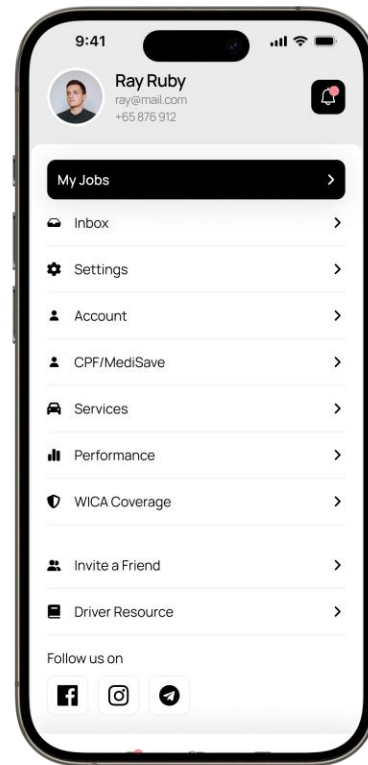 9:41
Ray Ruby
ray@mail.com
+65 876 912
My Jobs
Inbox
Settings
Account
CPF/MediSave
Services
Performance
WICA Coverage
Invite a Friend
Driver Resource
Follow us on